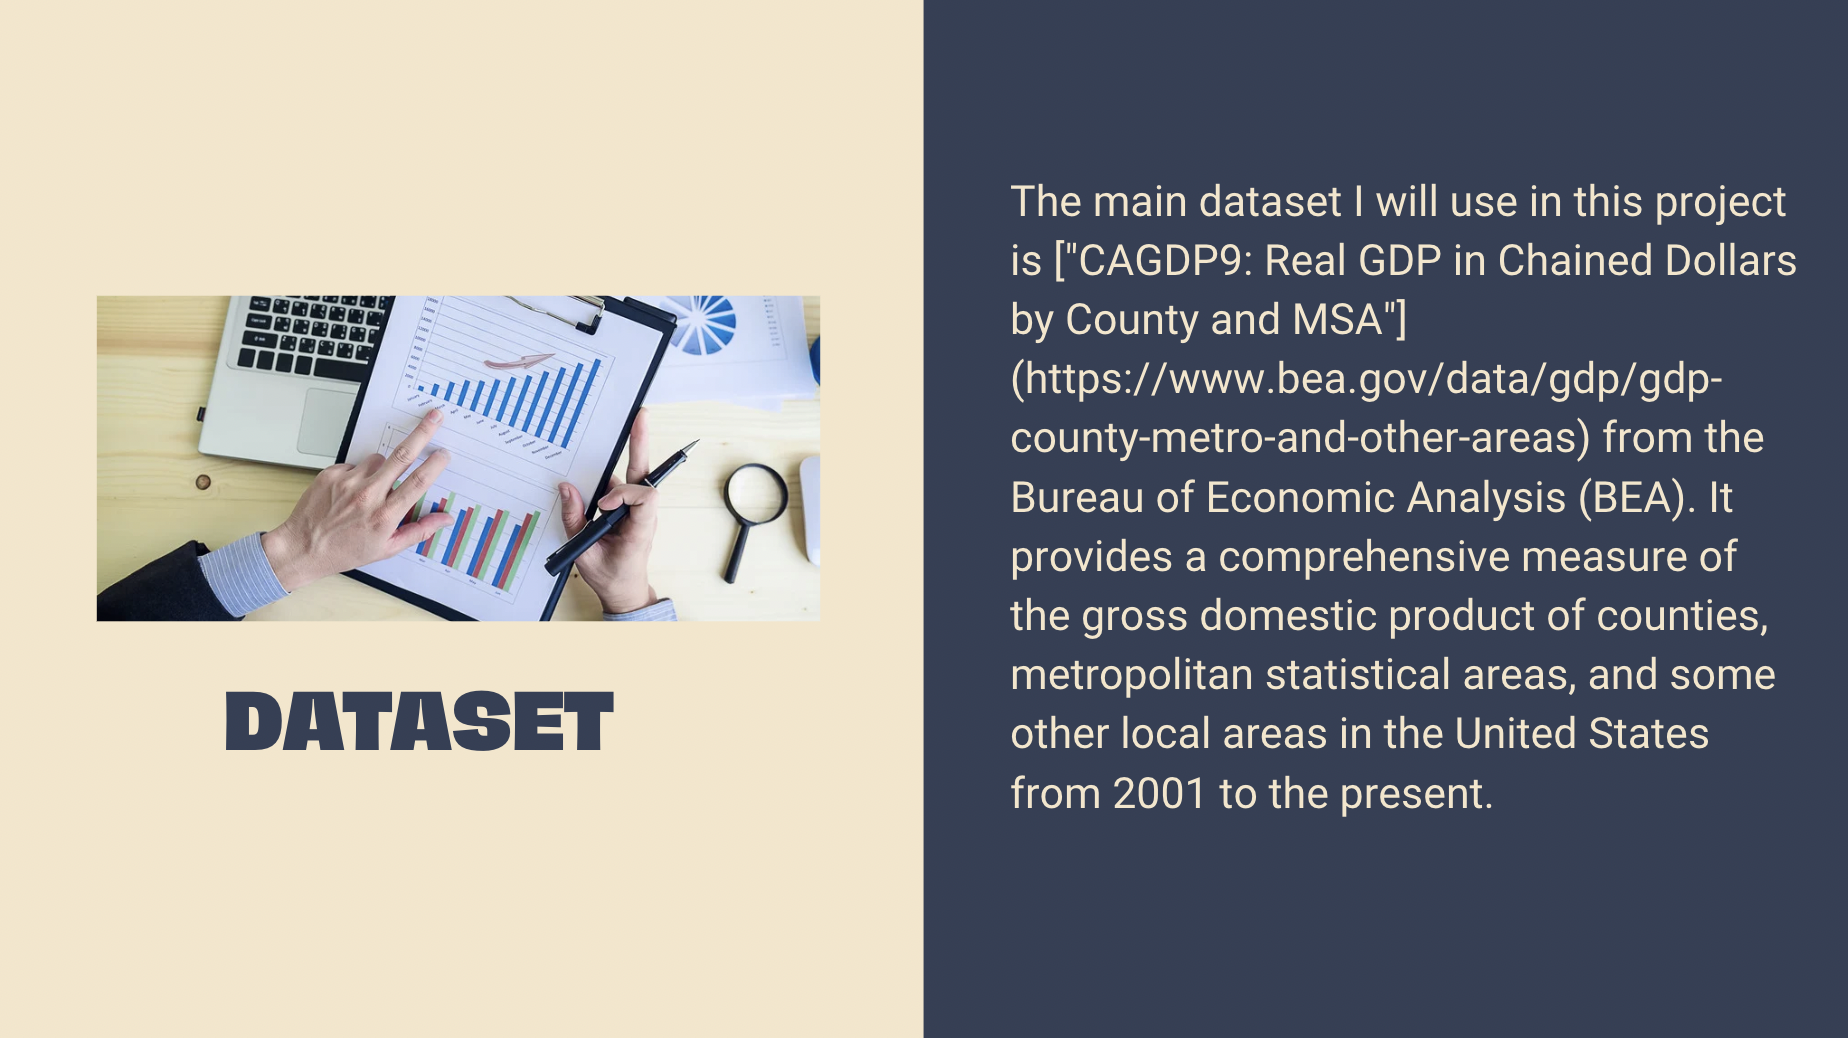 DATASET
The main dataset I will use in this project
is ["CAGDP9: Real GDP in Chained Dollars
by County and MSA"]
(https://www.bea.gov/data/gdp/gdp-
county-metro-and-other-areas) from the
Bureau of Economic Analysis (BEA). It
provides a comprehensive measure of
the gross domestic product of counties,
metropolitan statistical areas, and some
other local areas in the United States
from 2001 to the present.